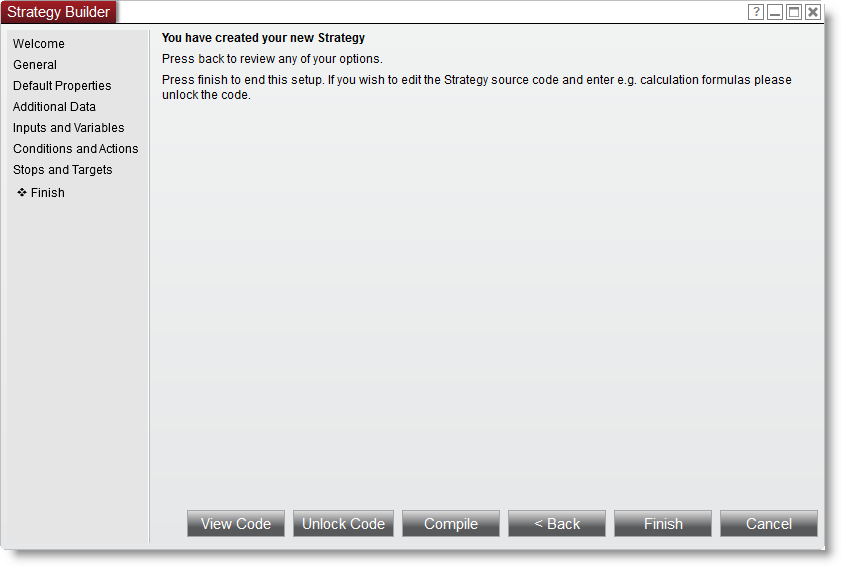 Strategy Builder
?
Welcome
General
Default Properties
Additional Data
Inputs and Variables
Conditions and Actions
Stops and Targets
❖ Finish
You have created your new Strategy
Press back to review any of your options.
Press finish to end this setup. If you wish to edit the Strategy source code and enter e.g. calculation formulas please
unlock the code.
View Code
Unlock Code
Compile
< Back
Finish
Cancel